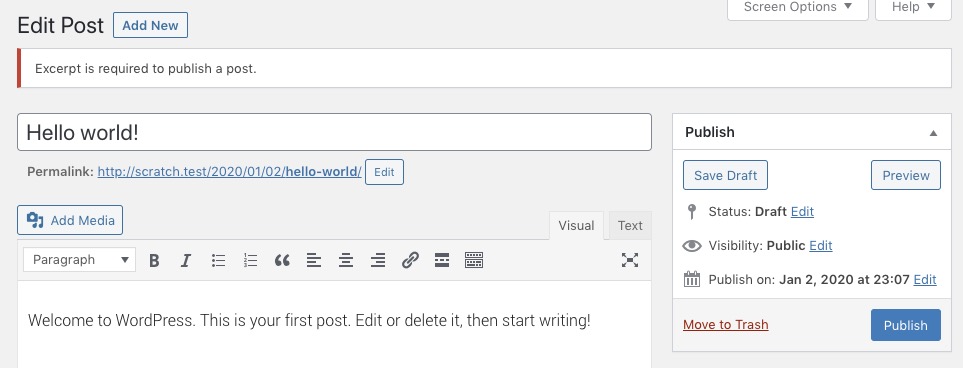 Screen Options Help
Edit Post Add New
Excerpt is required to publish a post.
Hello world!
Permalink: http://scratch.test/2020/01/02/hello-world/ Edit
Add Media
Visual Text
Paragraph B I
Welcome to WordPress. This is your first post. Edit or delete it, then start writing!
Publish
Save Draft Preview
Status: Draft Edit
Visibility: Public Edit
Publish on: Jan 2, 2020 at 23:07 Edit
Move to Trash Publish